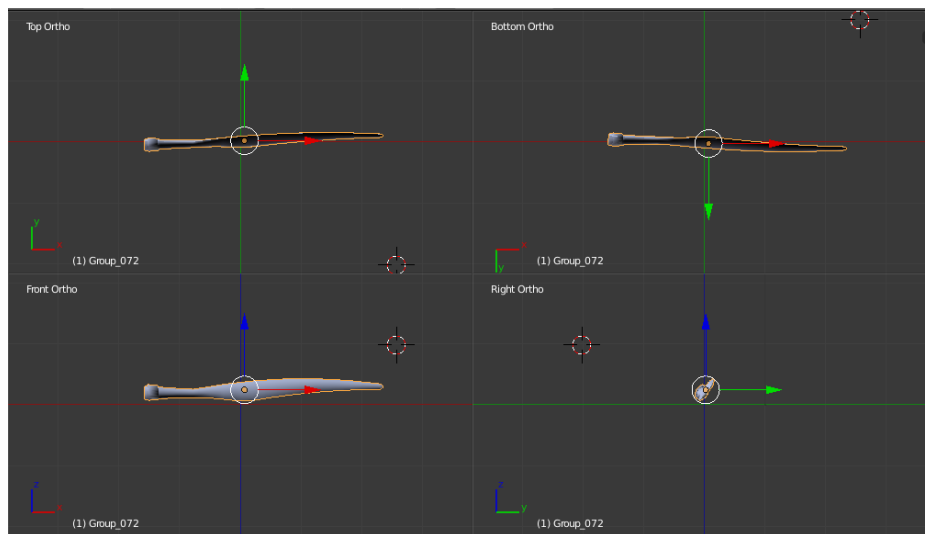 Top Ortho
y
x
(1) Group_072
Bottom Ortho
x
y
(1) Group_072
Front Ortho
z
x
(1) Group_072
Right Ortho
z
y
(1) Group_072